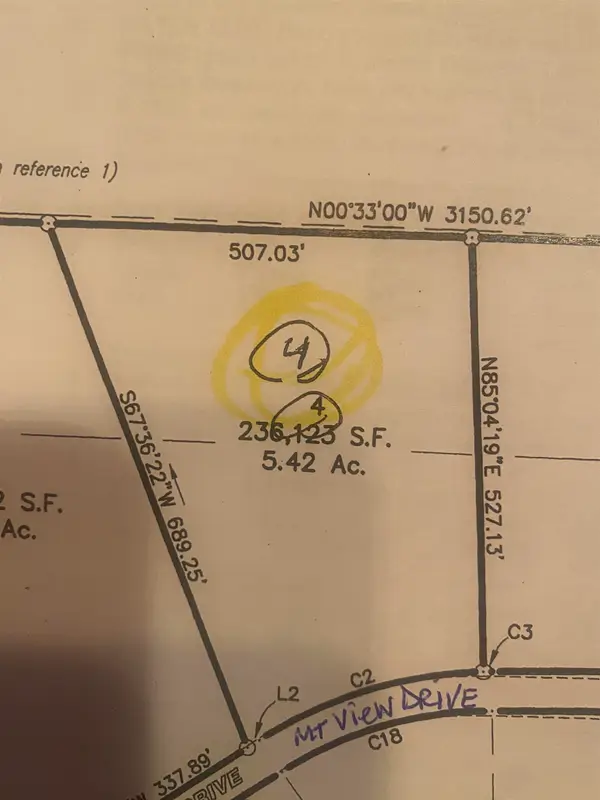 reference 1)
N00°33'00"W 3150.62'
507.03'
4
4
236,123 S.F.
5.42 Ac.
S67°36'22"W 689.25'
N85°04'19"E 527.13'
2 S.F.
Ac.
C3
L2
C2
MT VIEW DRIVE
C18
W 337.89'
DRIVE